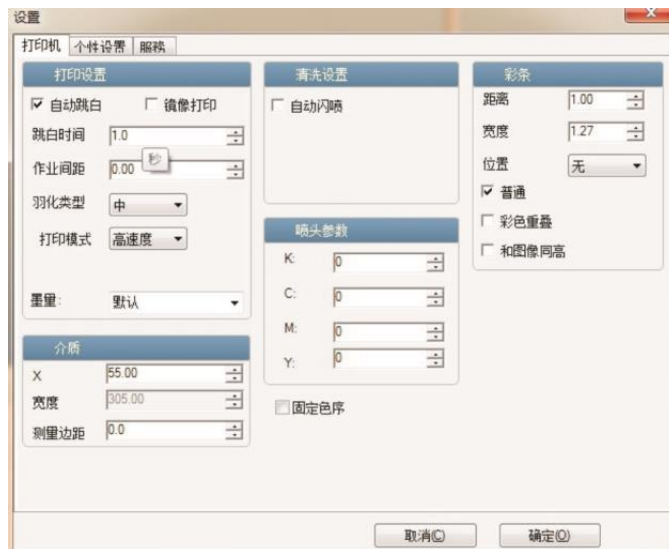 设置
打印机 个性设置 服务
打印设置
自动跳白 镜像打印
跳白时间 1.0
秒
作业间距 0.00
羽化类型 中
打印模式 高速度
墨量: 默认
介质
X 55.00
宽度 305.00
测量边距 0.0
清洗设置
自动闪喷
喷头参数
K: 0
C: 0
M: 0
Y: 0
固定色序
彩条
距离 1.00
宽度 1.27
位置 无
普通
彩色重叠
和图像同高
取消(C) 确定(O)